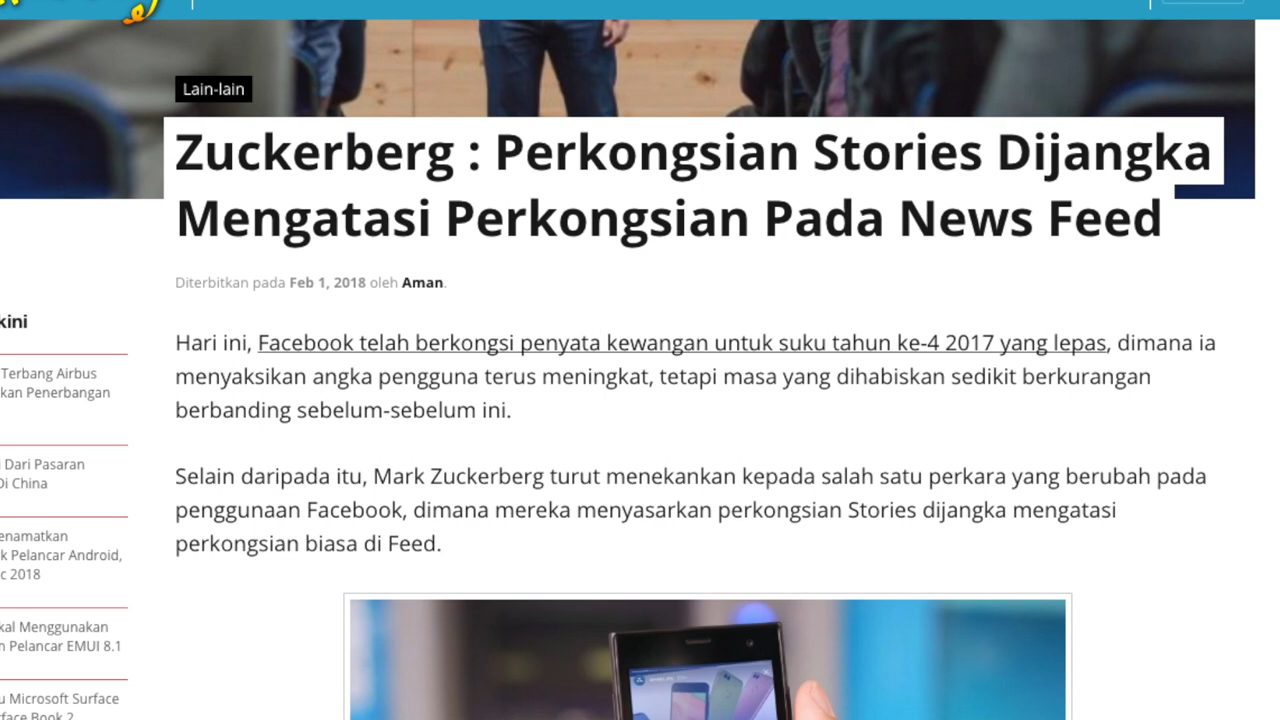 Lain-lain
Zuckerberg : Perkongsian Stories Dijangka
Mengatasi Perkongsian Pada News Feed
Diterbitkan pada Feb 1, 2018 oleh Aman.
Hari ini, Facebook telah berkongsi penyata kewangan untuk suku tahun ke-4 2017 yang lepas, dimana ia
menyaksikan angka pengguna terus meningkat, tetapi masa yang dihabiskan sedikit berkurangan
berbanding sebelum-sebelum ini.
Selain daripada itu, Mark Zuckerberg turut menekankan kepada salah satu perkara yang berubah pada
penggunaan Facebook, dimana mereka menyasarkan perkongsian Stories dijangka mengatasi
perkongsian biasa di Feed.
kini
Terbang Airbus
kan Penerbangan
Dari Pasaran
Di China
enamatkan
k Pelancar Android,
c 2018
kal Menggunakan
n Pelancar EMUI 8.1
u Microsoft Surface
rface Book 2